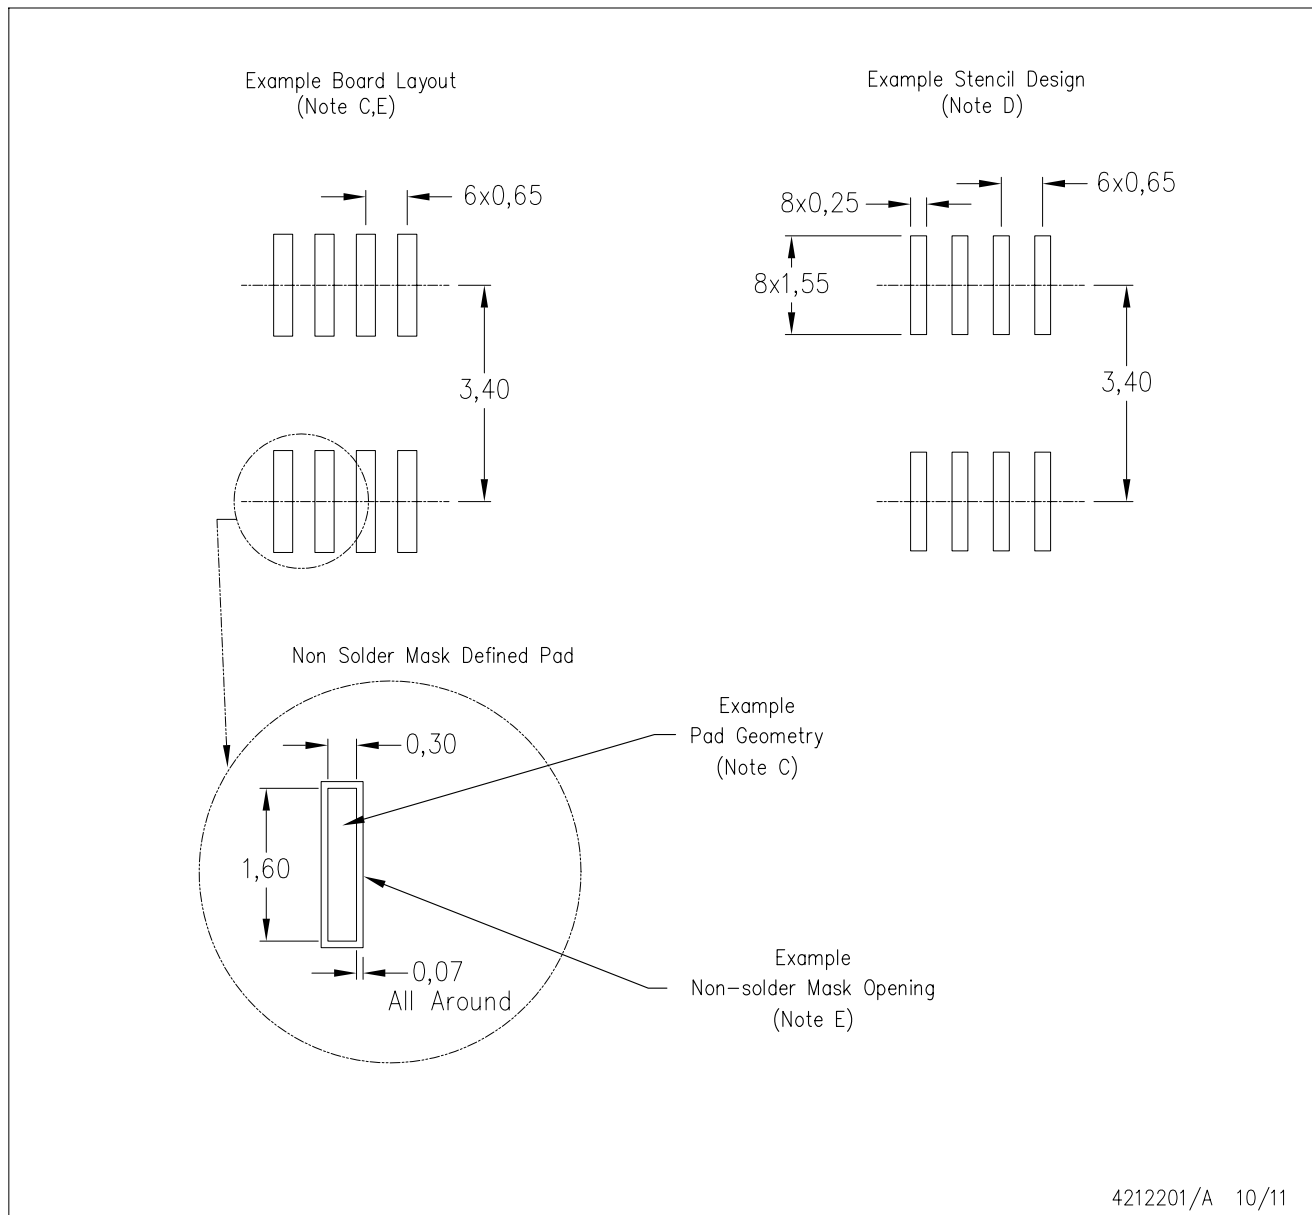 Example Board Layout
(Note C,E)
6x0,65
3,40
Example Stencil Design
(Note D)
6x0,65
8x0,25
8x1,55
3,40
Non Solder Mask Defined Pad
0,30
1,60
0,07
All Around
Example
Pad Geometry
(Note C)
Example
Non-solder Mask Opening
(Note E)
4212201/A 10/11